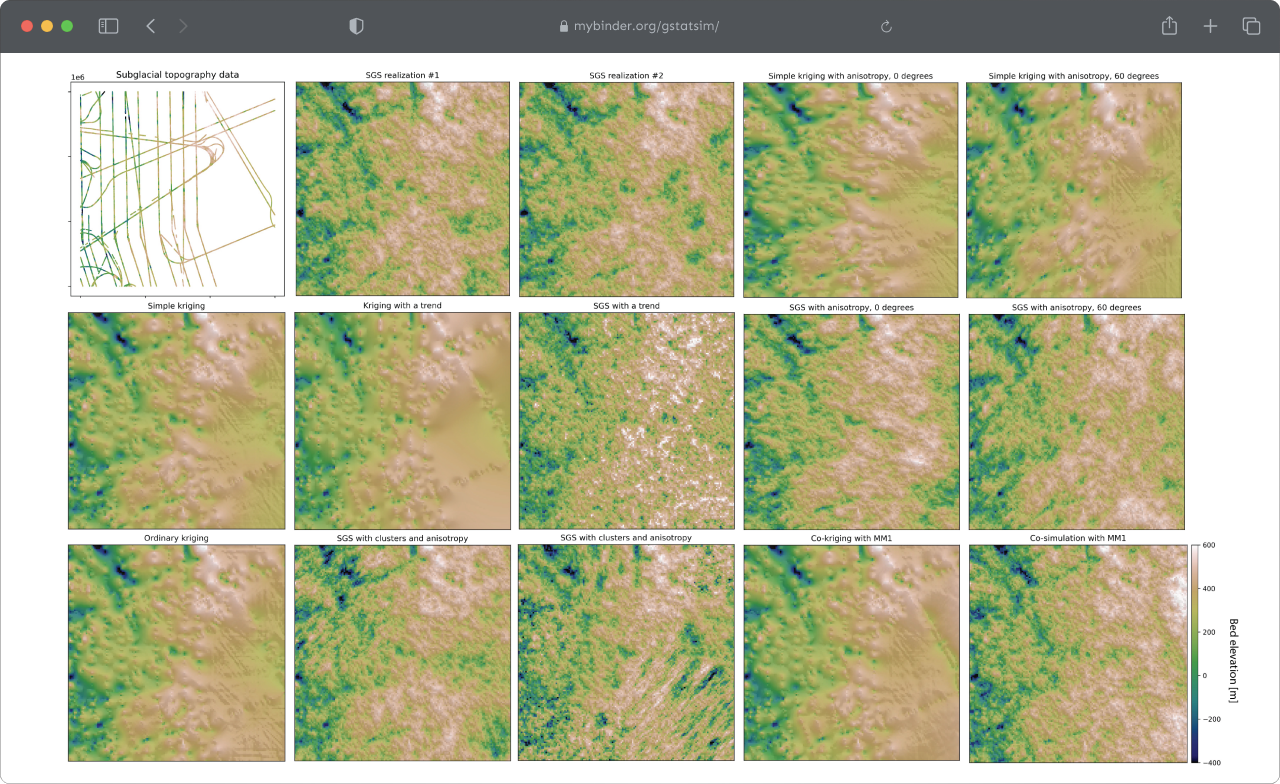 mybinder.org/gstatsim/
1e6
Subglacial topography data
SGS realization #1
SGS realization #2
Simple kriging with anisotropy, 0 degrees
Simple kriging with anisotropy, 60 degrees
Simple kriging
Kriging with a trend
SGS with a trend
SGS with anisotropy, 0 degrees
SGS with anisotropy, 60 degrees
Ordinary kriging
SGS with clusters and anisotropy
SGS with clusters and anisotropy
Co-kriging with MM1
Co-simulation with MM1
600
400
200
0
−200
−400
Bed elevation [m]